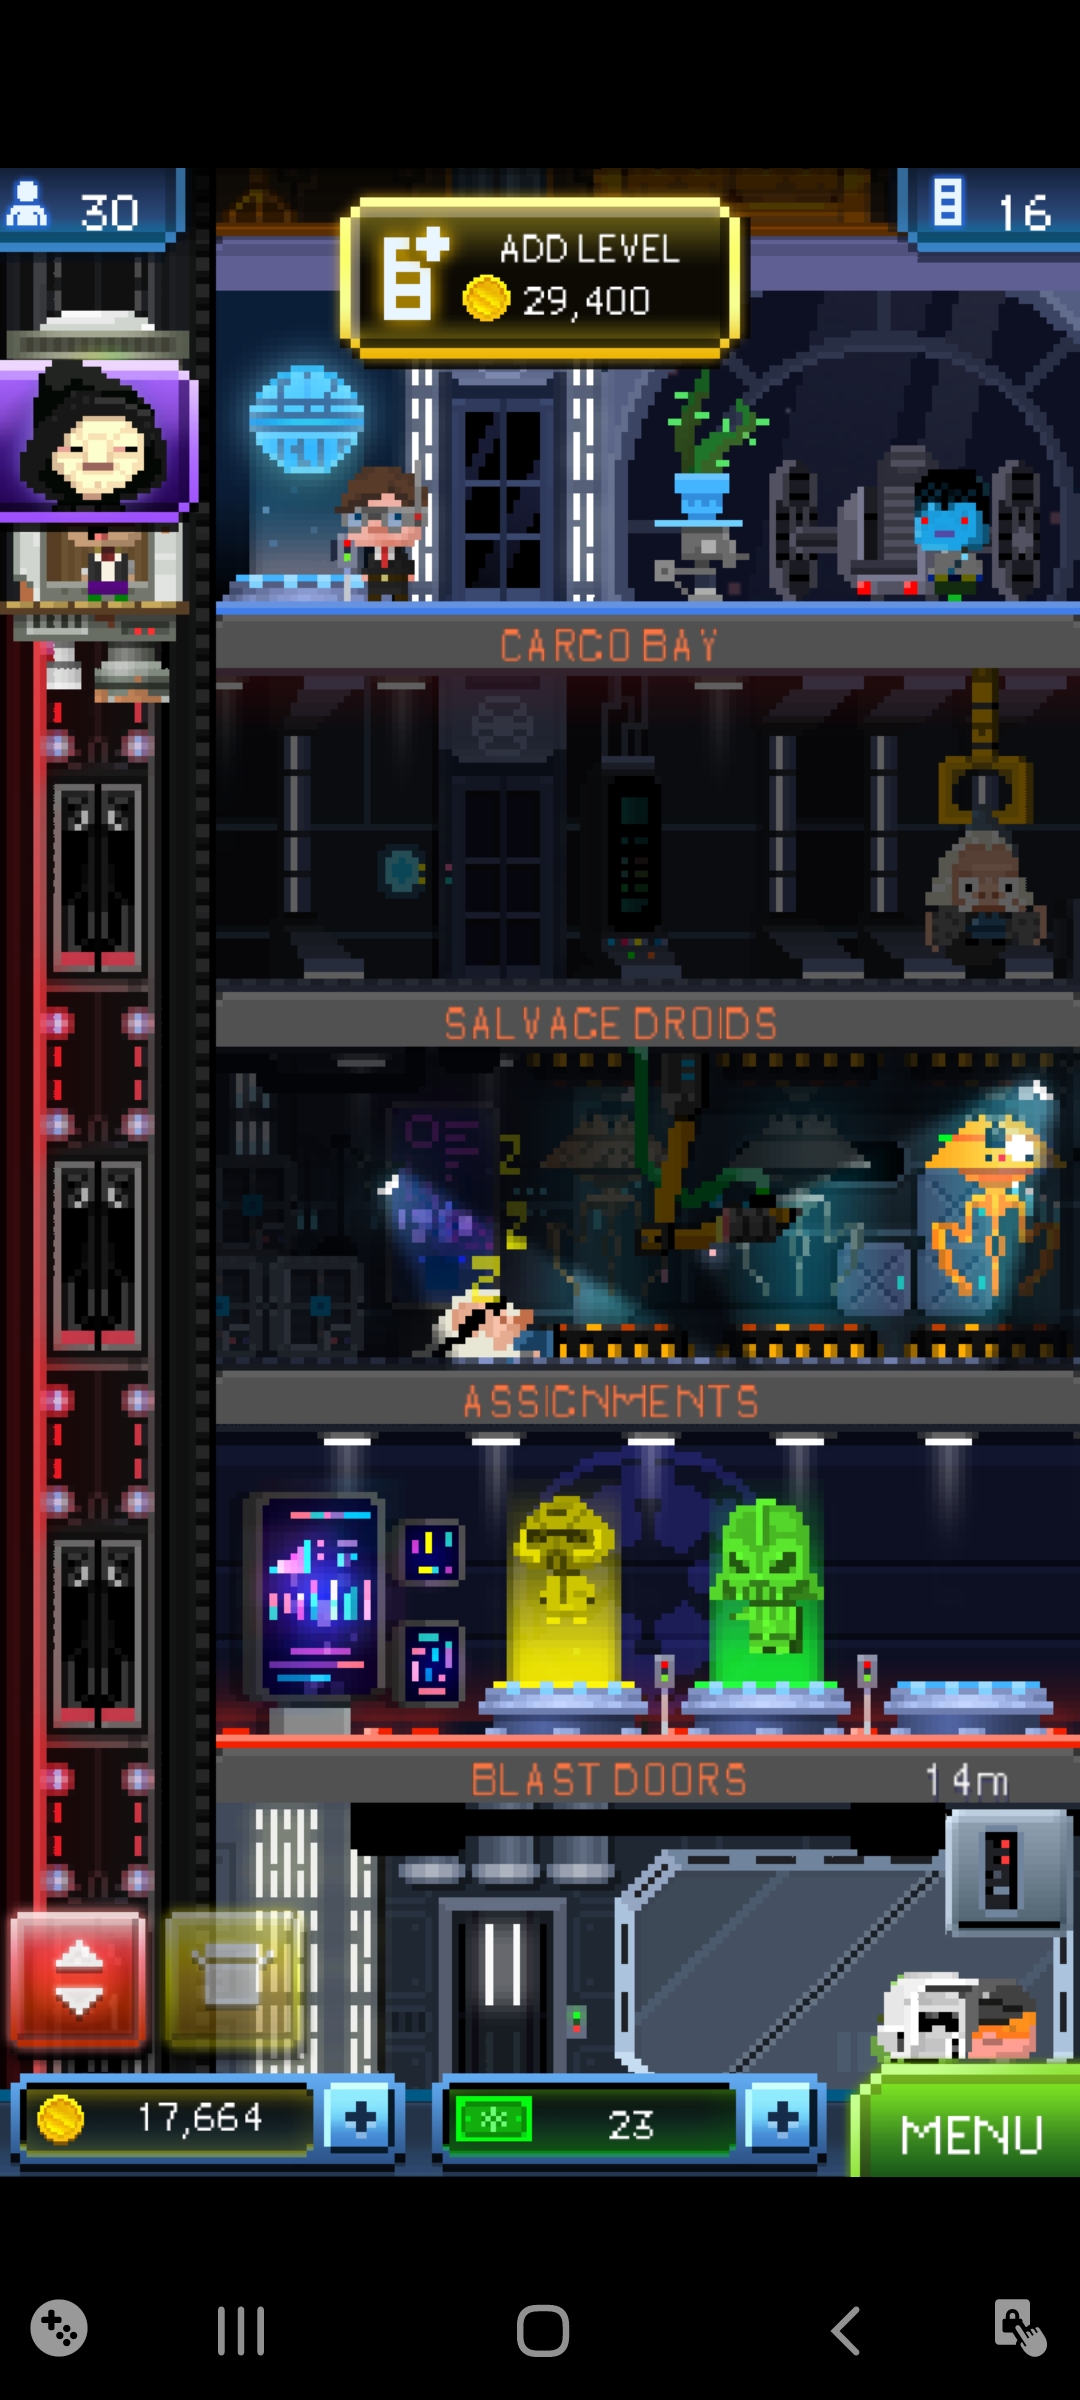 30
16
ADD LEVEL
29,400
CARGO BAY
SALVAGE DROIDS
ASSIGNMENTS
BLAST DOORS
14m
17,664
23
MENU